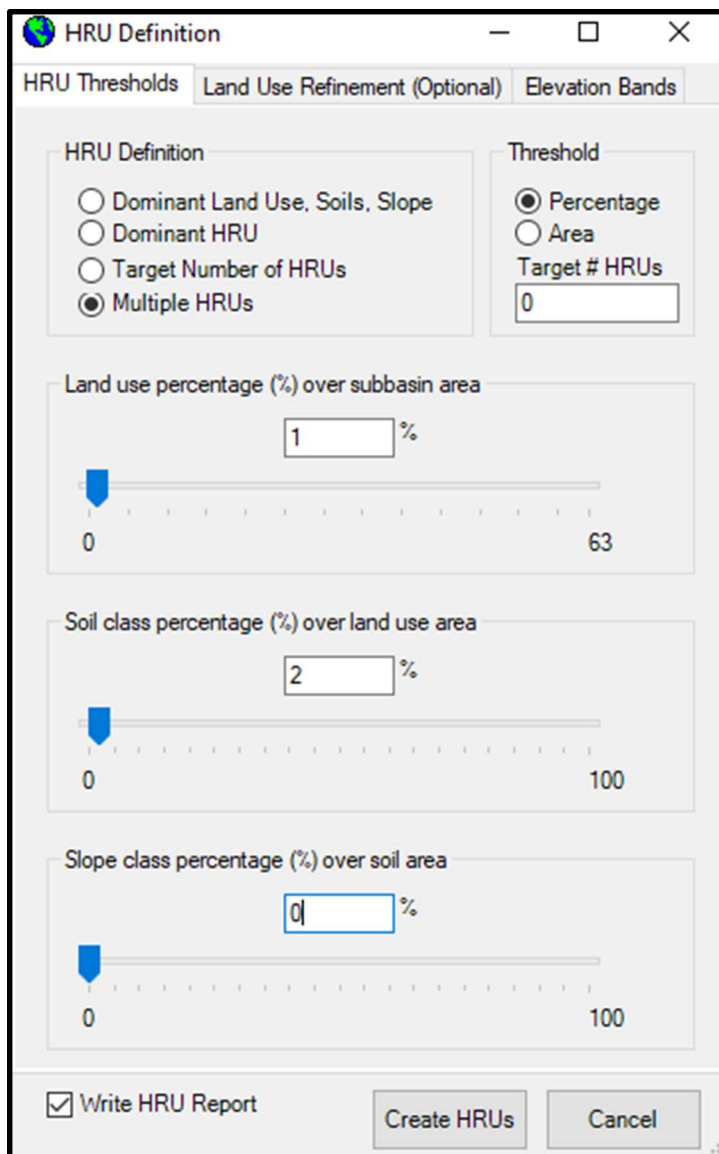 HRU Definition
HRU Thresholds
Land Use Refinement (Optional)
Elevation Bands
HRU Definition
Dominant Land Use, Soils, Slope
Dominant HRU
Target Number of HRUs
Multiple HRUs
Threshold
Percentage
Area
Target # HRUs
0
Land use percentage (%) over subbasin area
1 %
0 63
Soil class percentage (%) over land use area
2 %
0 100
Slope class percentage (%) over soil area
0 %
0 100
Write HRU Report
Create HRUs
Cancel